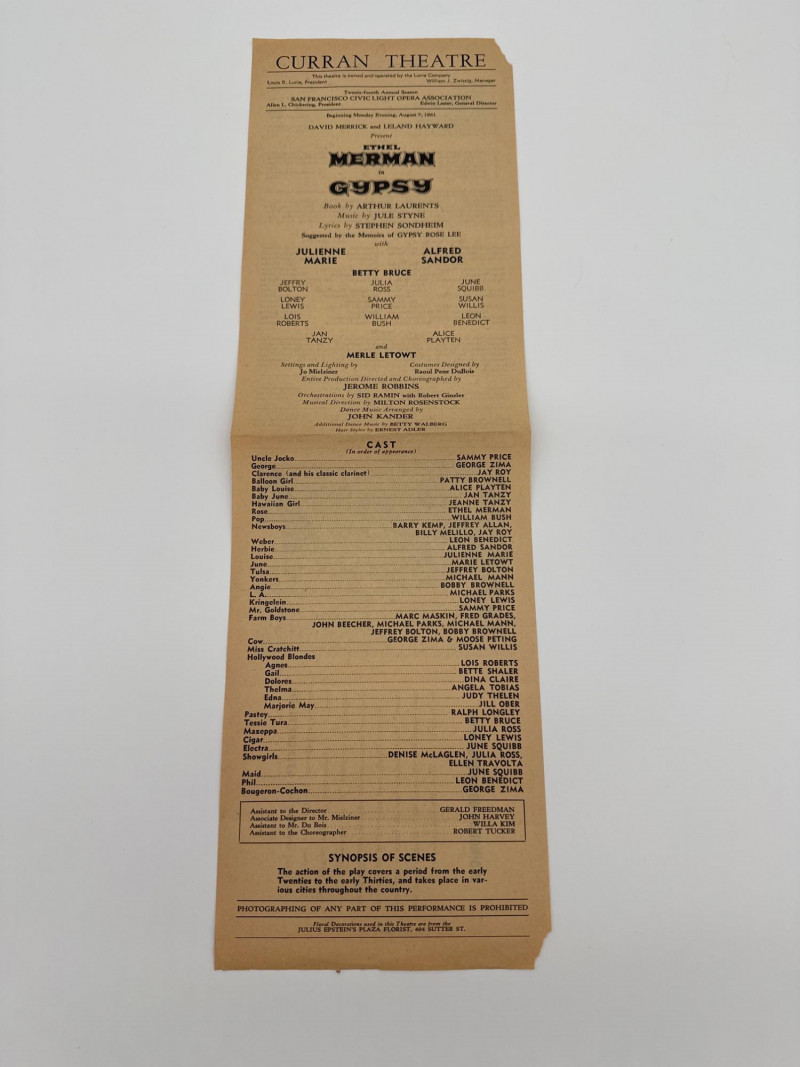 CURRAN THEATRE
This theatre is owned and operated by the Lurie Company
Louis R. Lurie, President William J. Zwissig, Manager
Twenty-fourth Annual Season
SAN FRANCISCO CIVIC LIGHT OPERA ASSOCIATION
Allen L. Chickering, President Edwin Lester, General Director
Beginning Monday Evening, August 7, 1961
DAVID MERRICK and LELAND HAYWARD
Present
ETHEL
MERMAN
in
GYPSY
Book by ARTHUR LAURENTS
Music by JULE STYNE
Lyrics by STEPHEN SONDHEIM
Suggested by the Memoirs of GYPSY ROSE LEE
with
JULIENNE MARIE ALFRED SANDOR
BETTY BRUCE
JEFFRY BOLTON JULIA ROSS JUNE SQUIBB
LONEY LEWIS SAMMY PRICE SUSAN WILLIS
LOIS ROBERTS WILLIAM BUSH LEON BENEDICT
JAN TANZY ALICE PLAYTEN
and
MERLE LETOWT
Settings and Lighting by Costumes Designed by
Jo Mielziner Raoul Pene DuBois
Entire Production Directed and Choreographed by
JEROME ROBBINS
Orchestrations by SID RAMIN with Robert Ginzler
Musical Direction by MILTON ROSENSTOCK
Dance Music Arranged by
JOHN KANDER
Additional Dance Music by BETTY WALBERG
Hair Styles by ERNEST ADLER
CAST
(In order of appearance)
Uncle Jocko SAMMY PRICE
George GEORGE ZIMA
Clarence (and his classic clarinet) JAY ROY
Balloon Girl PATTY BROWNELL
Baby Louise ALICE PLAYTEN
Baby June JAN TANZY
Hawaiian Girl JEANNE TANZY
Rose ETHEL MERMAN
Pop WILLIAM BUSH
Newsboys BARRY KEMP, JEFFREY ALLAN,
BILLY MELILLO, JAY ROY
Weber LEON BENEDICT
Herbie ALFRED SANDOR
Louise JULIENNE MARIE
June MARIE LETOWT
Tulsa JEFFREY BOLTON
Yonkers MICHAEL MANN
Angie BOBBY BROWNELL
L. A. MICHAEL PARKS
Kringelein LONEY LEWIS
Mr. Goldstone SAMMY PRICE
Farm Boys MARC MASKIN, FRED GRADES,
JOHN BEECHER, MICHAEL PARKS, MICHAEL MANN,
JEFFREY BOLTON, BOBBY BROWNELL
Cow GEORGE ZIMA & MOOSE PETING
Miss Cratchitt SUSAN WILLIS
Hollywood Blondes
Agnes LOIS ROBERTS
Gail BETTE SHALER
Dolores DINA CLAIRE
Thelma ANGELA TOBIAS
Edna JUDY THELEN
Marjorie May JILL OBER
Pastey RALPH LONGLEY
Tessie Tura BETTY BRUCE
Mazeppa JULIA ROSS
Cigar LONEY LEWIS
Electra JUNE SQUIBB
Showgirls DENISE McLAGLEN, JULIA ROSS,
ELLEN TRAVOLTA
Maid JUNE SQUIBB
Phil LEON BENEDICT
Bougeron-Cochon GEORGE ZIMA
Assistant to the Director GERALD FREEDMAN
Associate Designer to Mr. Mielziner JOHN HARVEY
Assistant to Mr. Du Bois WILLA KIM
Assistant to the Choreographer ROBERT TUCKER
SYNOPSIS OF SCENES
The action of the play covers a period from the early
Twenties to the early Thirties, and takes place in var-
ious cities throughout the country.
PHOTOGRAPHING OF ANY PART OF THIS PERFORMANCE IS PROHIBITED
Floral Decorations used in this Theatre are from the
JULIUS EPSTEIN'S PLAZA FLORIST, 404 SUTTER ST.